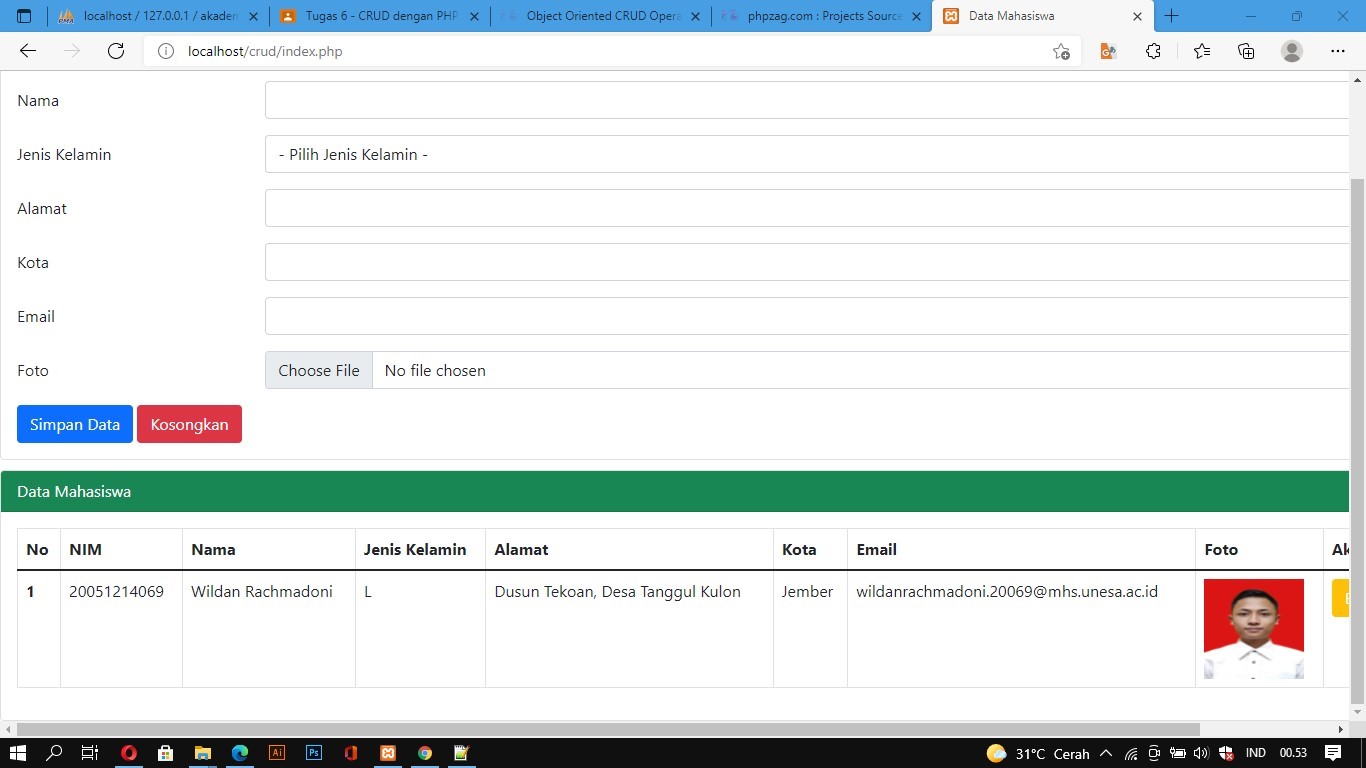 localhost / 127.0.0.1 / akaden
Tugas 6 - CRUD dengan PHP
Object Oriented CRUD Opera
phpzag.com : Projects Source
Data Mahasiswa
localhost/crud/index.php
Nama
Jenis Kelamin
- Pilih Jenis Kelamin -
Alamat
Kota
Email
Foto
Choose File
No file chosen
Simpan Data
Kosongkan
Data Mahasiswa
No NIM Nama Jenis Kelamin Alamat Kota Email Foto Ak
1 20051214069 Wildan Rachmadoni L Dusun Tekoan, Desa Tanggul Kulon Jember wildanrachmadoni.20069@mhs.unesa.ac.id
31°C Cerah IND 00.53